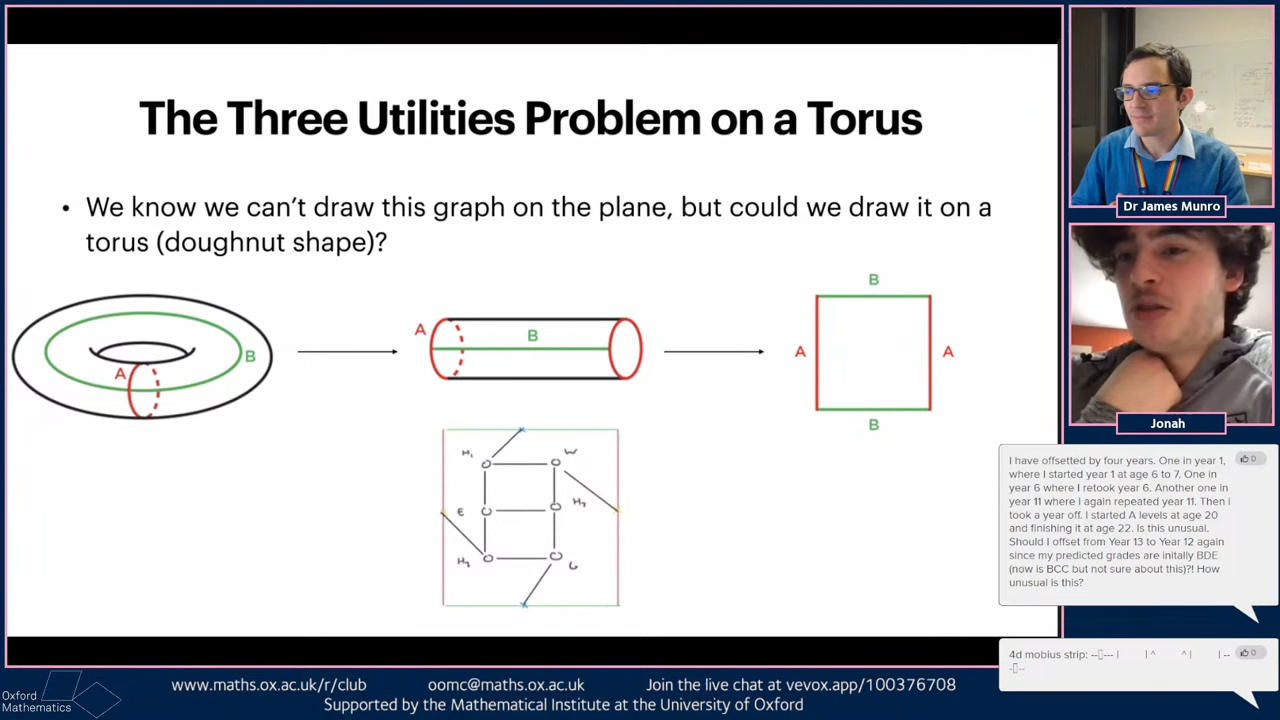 The Three Utilities Problem on a Torus
• We know we can't draw this graph on the plane, but could we draw it on a
torus (doughnut shape)?
A
B
A
B
B
A
A
B
H₁
W
E
H₃
H₂
G
Dr James Munro
Jonah
I have offsetted by four years. One in year 1,
where I started year 1 at age 6 to 7. One in
year 6 where I retook year 6. Another one in
year 11 where I again repeated year 11. Then i
took a year off. I started A levels at age 20
and finishing it at age 22. Is this unusual.
Should I offset from Year 13 to Year 12 again
since my predicted grades are initally BDE
(now is BCC but not sure about this)?! How
unusual is this?
0
4d mobius strip: --▯--- | | ^ ^ | | --
-▯--
0
Oxford
Mathematics
www.maths.ox.ac.uk/r/club oomc@maths.ox.ac.uk Join the live chat at vevox.app/100376708
Supported by the Mathematical Institute at the University of Oxford